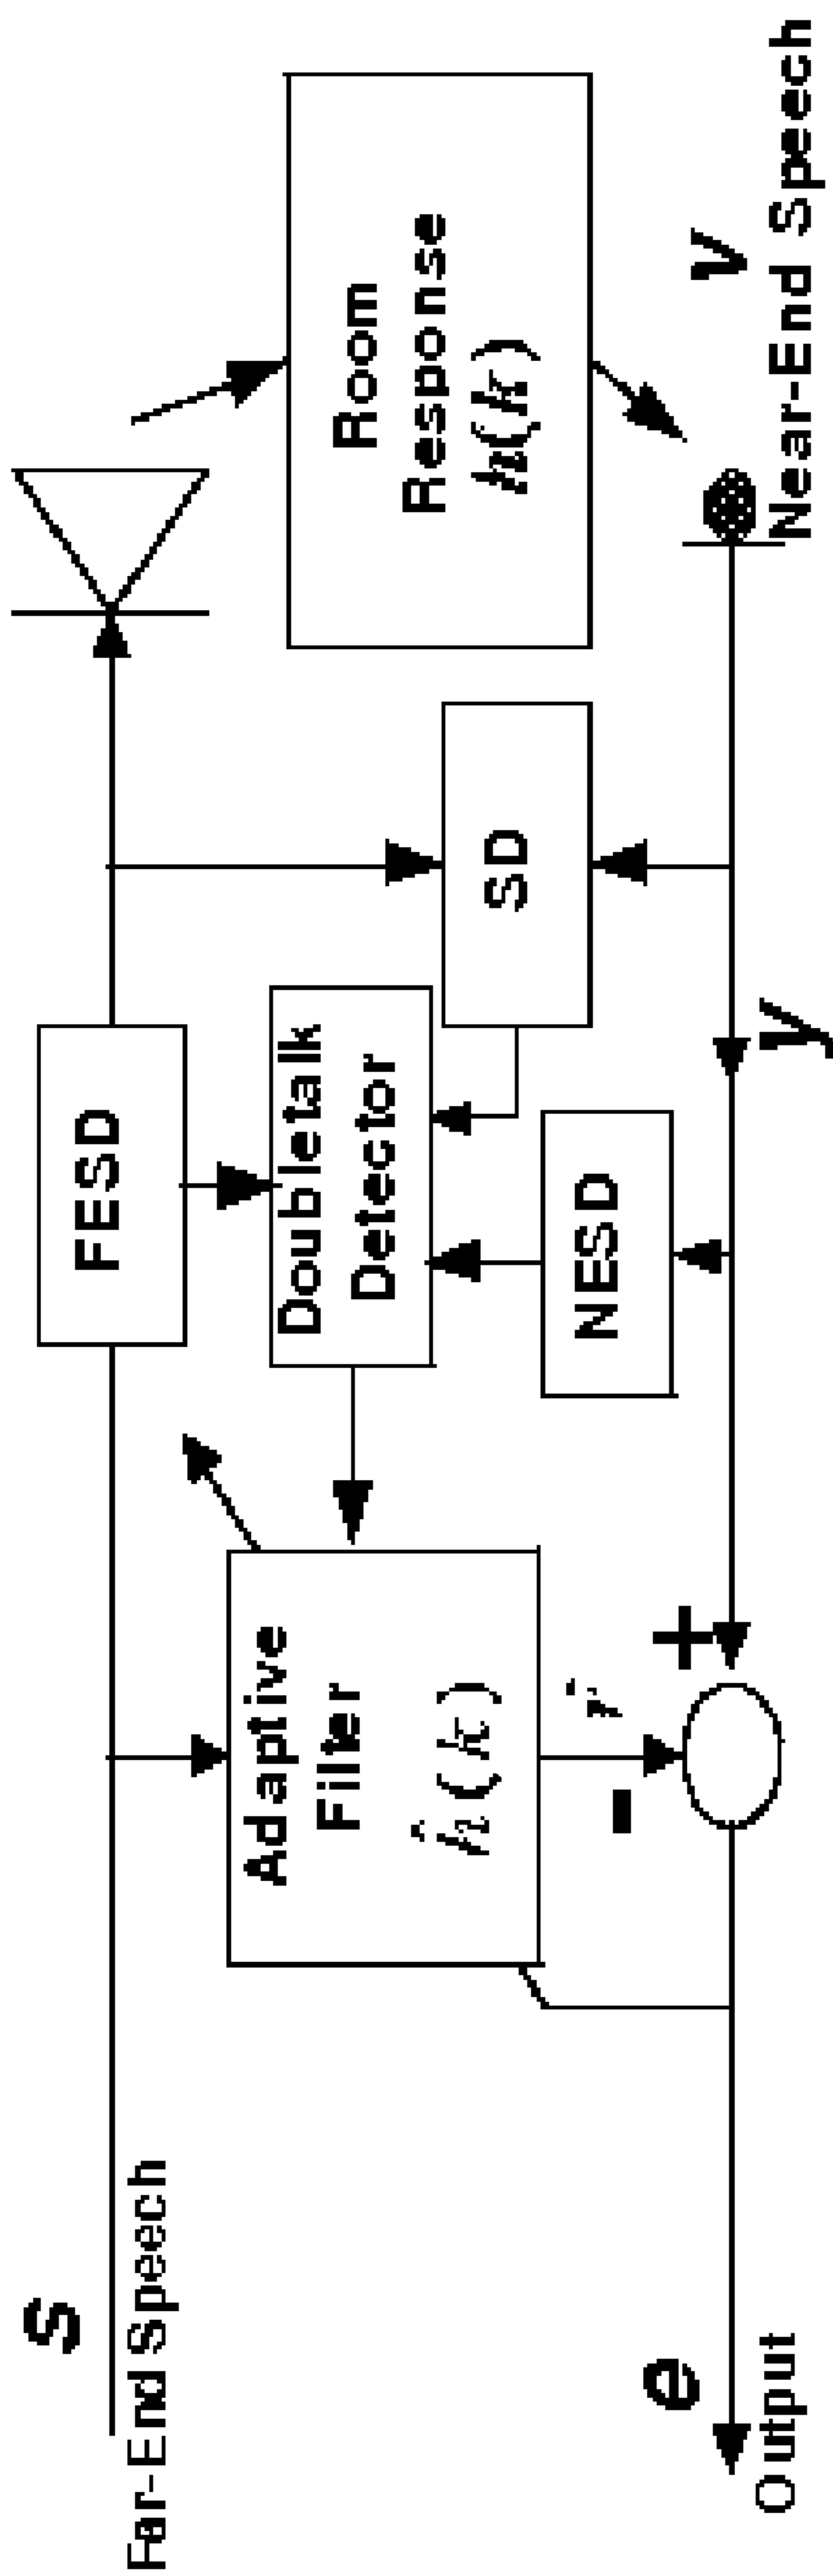 S
Far-End Speech
FESD
Adaptive
Filter
ĥ(k)
Doubletalk
Detector
SD
NESD
Room
Response
h(k)
r̂
-
+
y
v
Near-End Speech
e
Output